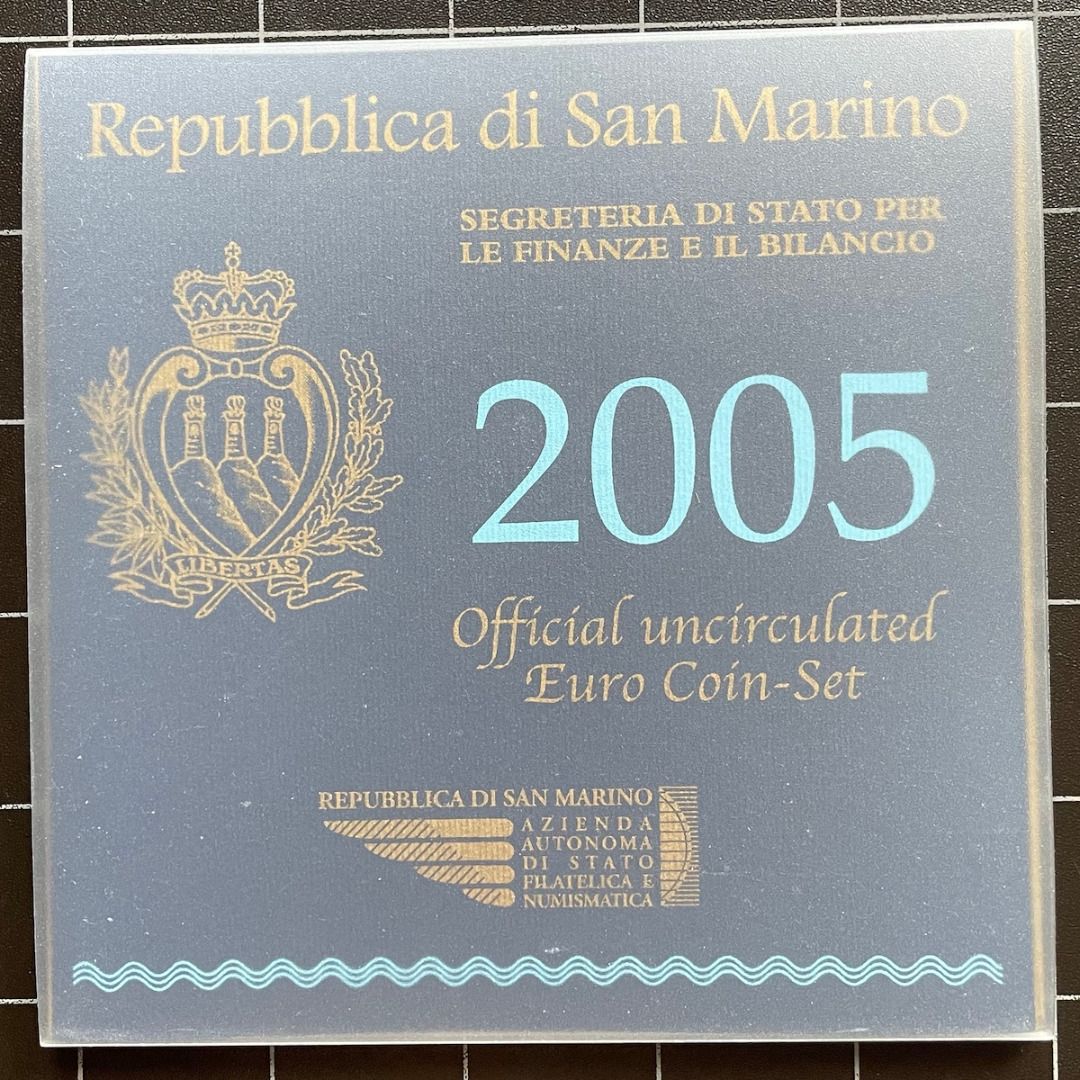 Repubblica di San Marino
SEGRETERIA DI STATO PER
LE FINANZE E IL BILANCIO
LIBERTAS
2005
Official uncirculated
Euro Coin-Set
REPUBBLICA DI SAN MARINO
AZIENDA
AUTONOMA
DI STATO
FILATELICA E
NUMISMATICA